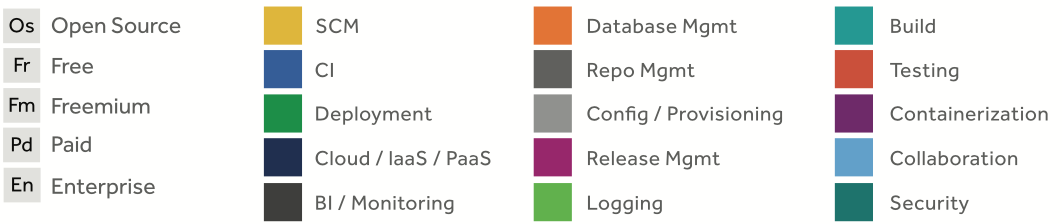 Os Open Source
Fr Free
Fm Freemium
Pd Paid
En Enterprise
SCM
CI
Deployment
Cloud / IaaS / PaaS
BI / Monitoring
Database Mgmt
Repo Mgmt
Config / Provisioning
Release Mgmt
Logging
Build
Testing
Containerization
Collaboration
Security